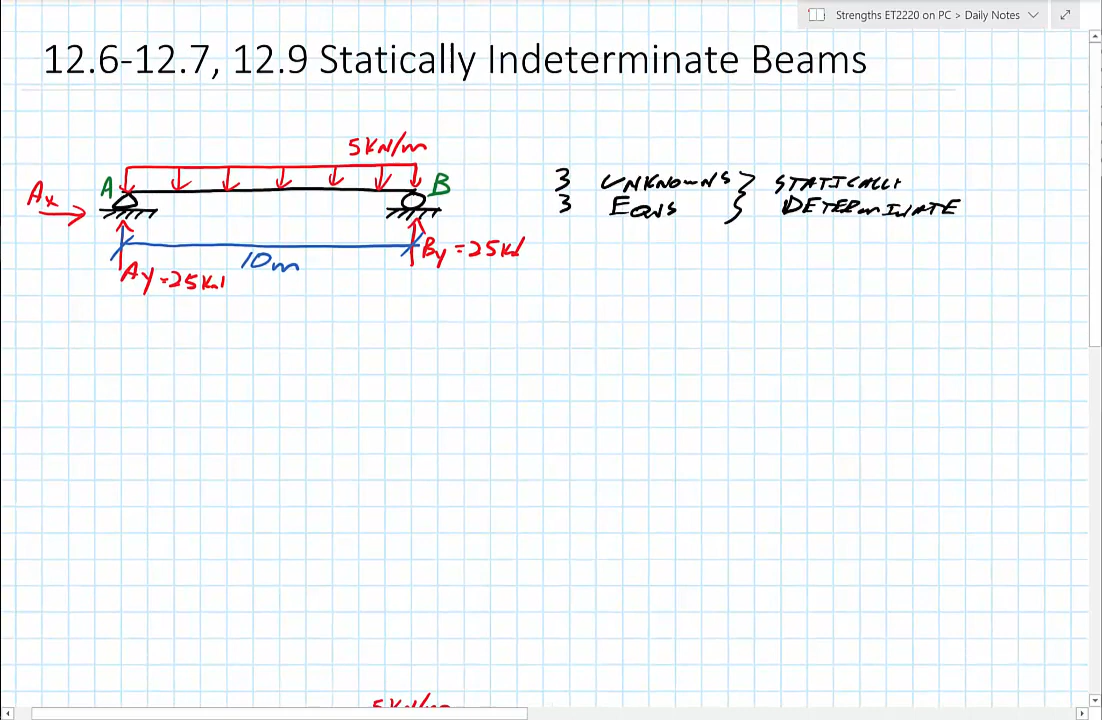 Strengths ET2220 on PC > Daily Notes
12.6-12.7, 12.9 Statically Indeterminate Beams
5KN/m
A
B
Ax
3 UNKNOWNS } STATICALLY
3 EQNS } DETERMINATE
By = 25KN
10m
Ay = 25KN
5KN/m